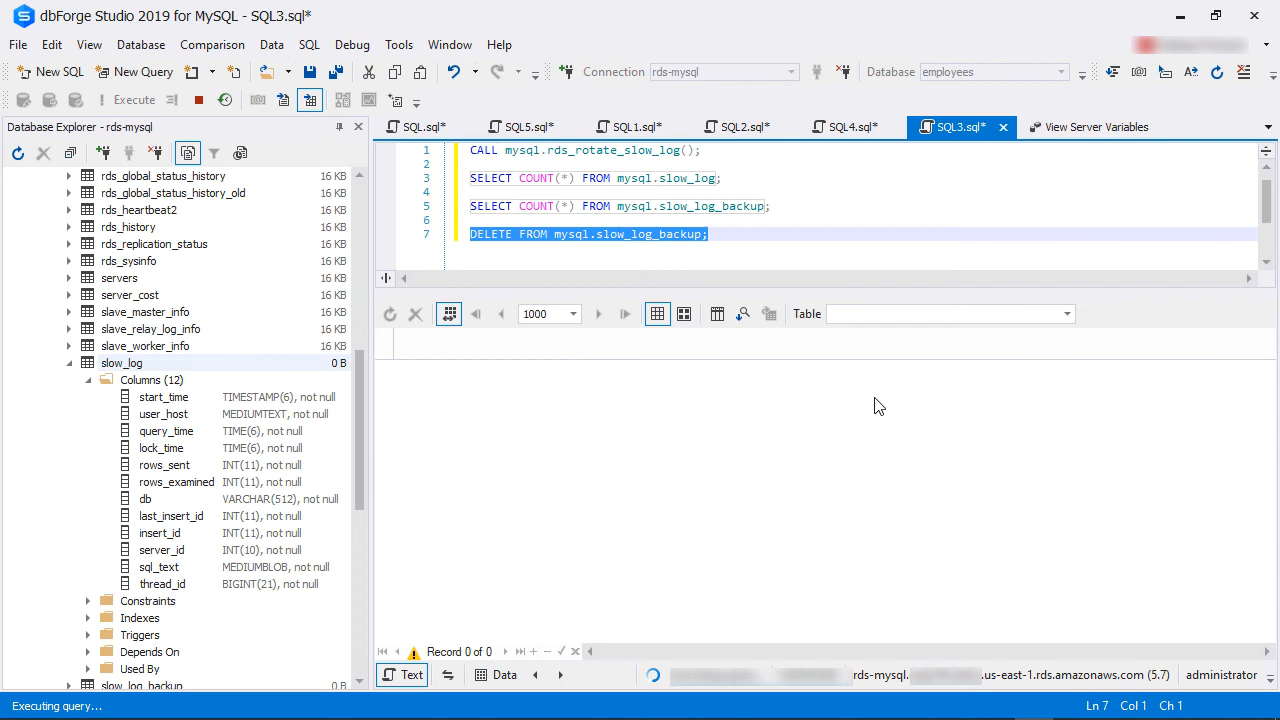 dbForge Studio 2019 for MySQL - SQL3.sql*
File Edit View Database Comparison Data SQL Debug Tools Window Help
New SQL New Query Connection rds-mysql Database employees
Execute
Database Explorer - rds-mysql
SQL.sql* SQL5.sql* SQL1.sql* SQL2.sql* SQL4.sql* SQL3.sql* View Server Variables
rds_global_status_history 16 KB
rds_global_status_history_old 16 KB
rds_heartbeat2 16 KB
rds_history 16 KB
rds_replication_status 16 KB
rds_sysinfo 16 KB
servers 16 KB
server_cost 16 KB
slave_master_info 16 KB
slave_relay_log_info 16 KB
slave_worker_info 16 KB
slow_log 0 B
Columns (12)
start_time TIMESTAMP(6), not null
user_host MEDIUMTEXT, not null
query_time TIME(6), not null
lock_time TIME(6), not null
rows_sent INT(11), not null
rows_examined INT(11), not null
db VARCHAR(512), not null
last_insert_id INT(11), not null
insert_id INT(11), not null
server_id INT(10), not null
sql_text MEDIUMBLOB, not null
thread_id BIGINT(21), not null
Constraints
Indexes
Triggers
Depends On
Used By
slow_log_backup 0 B
1 CALL mysql.rds_rotate_slow_log();
2
3 SELECT COUNT(*) FROM mysql.slow_log;
4
5 SELECT COUNT(*) FROM mysql.slow_log_backup;
6
7 DELETE FROM mysql.slow_log_backup;
1000 Table
Record 0 of 0
Text Data rds-mysql. .us-east-1.rds.amazonaws.com (5.7) administrator
Executing query... Ln 7 Col 1 Ch 1